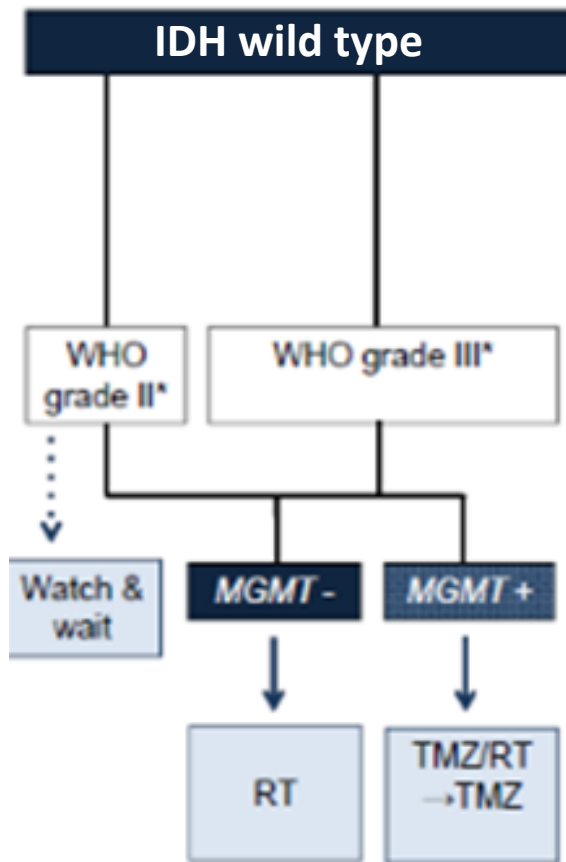 IDH wild type
WHO
grade II*
WHO grade III*
Watch &
wait
MGMT -
MGMT +
RT
TMZ/RT
→TMZ